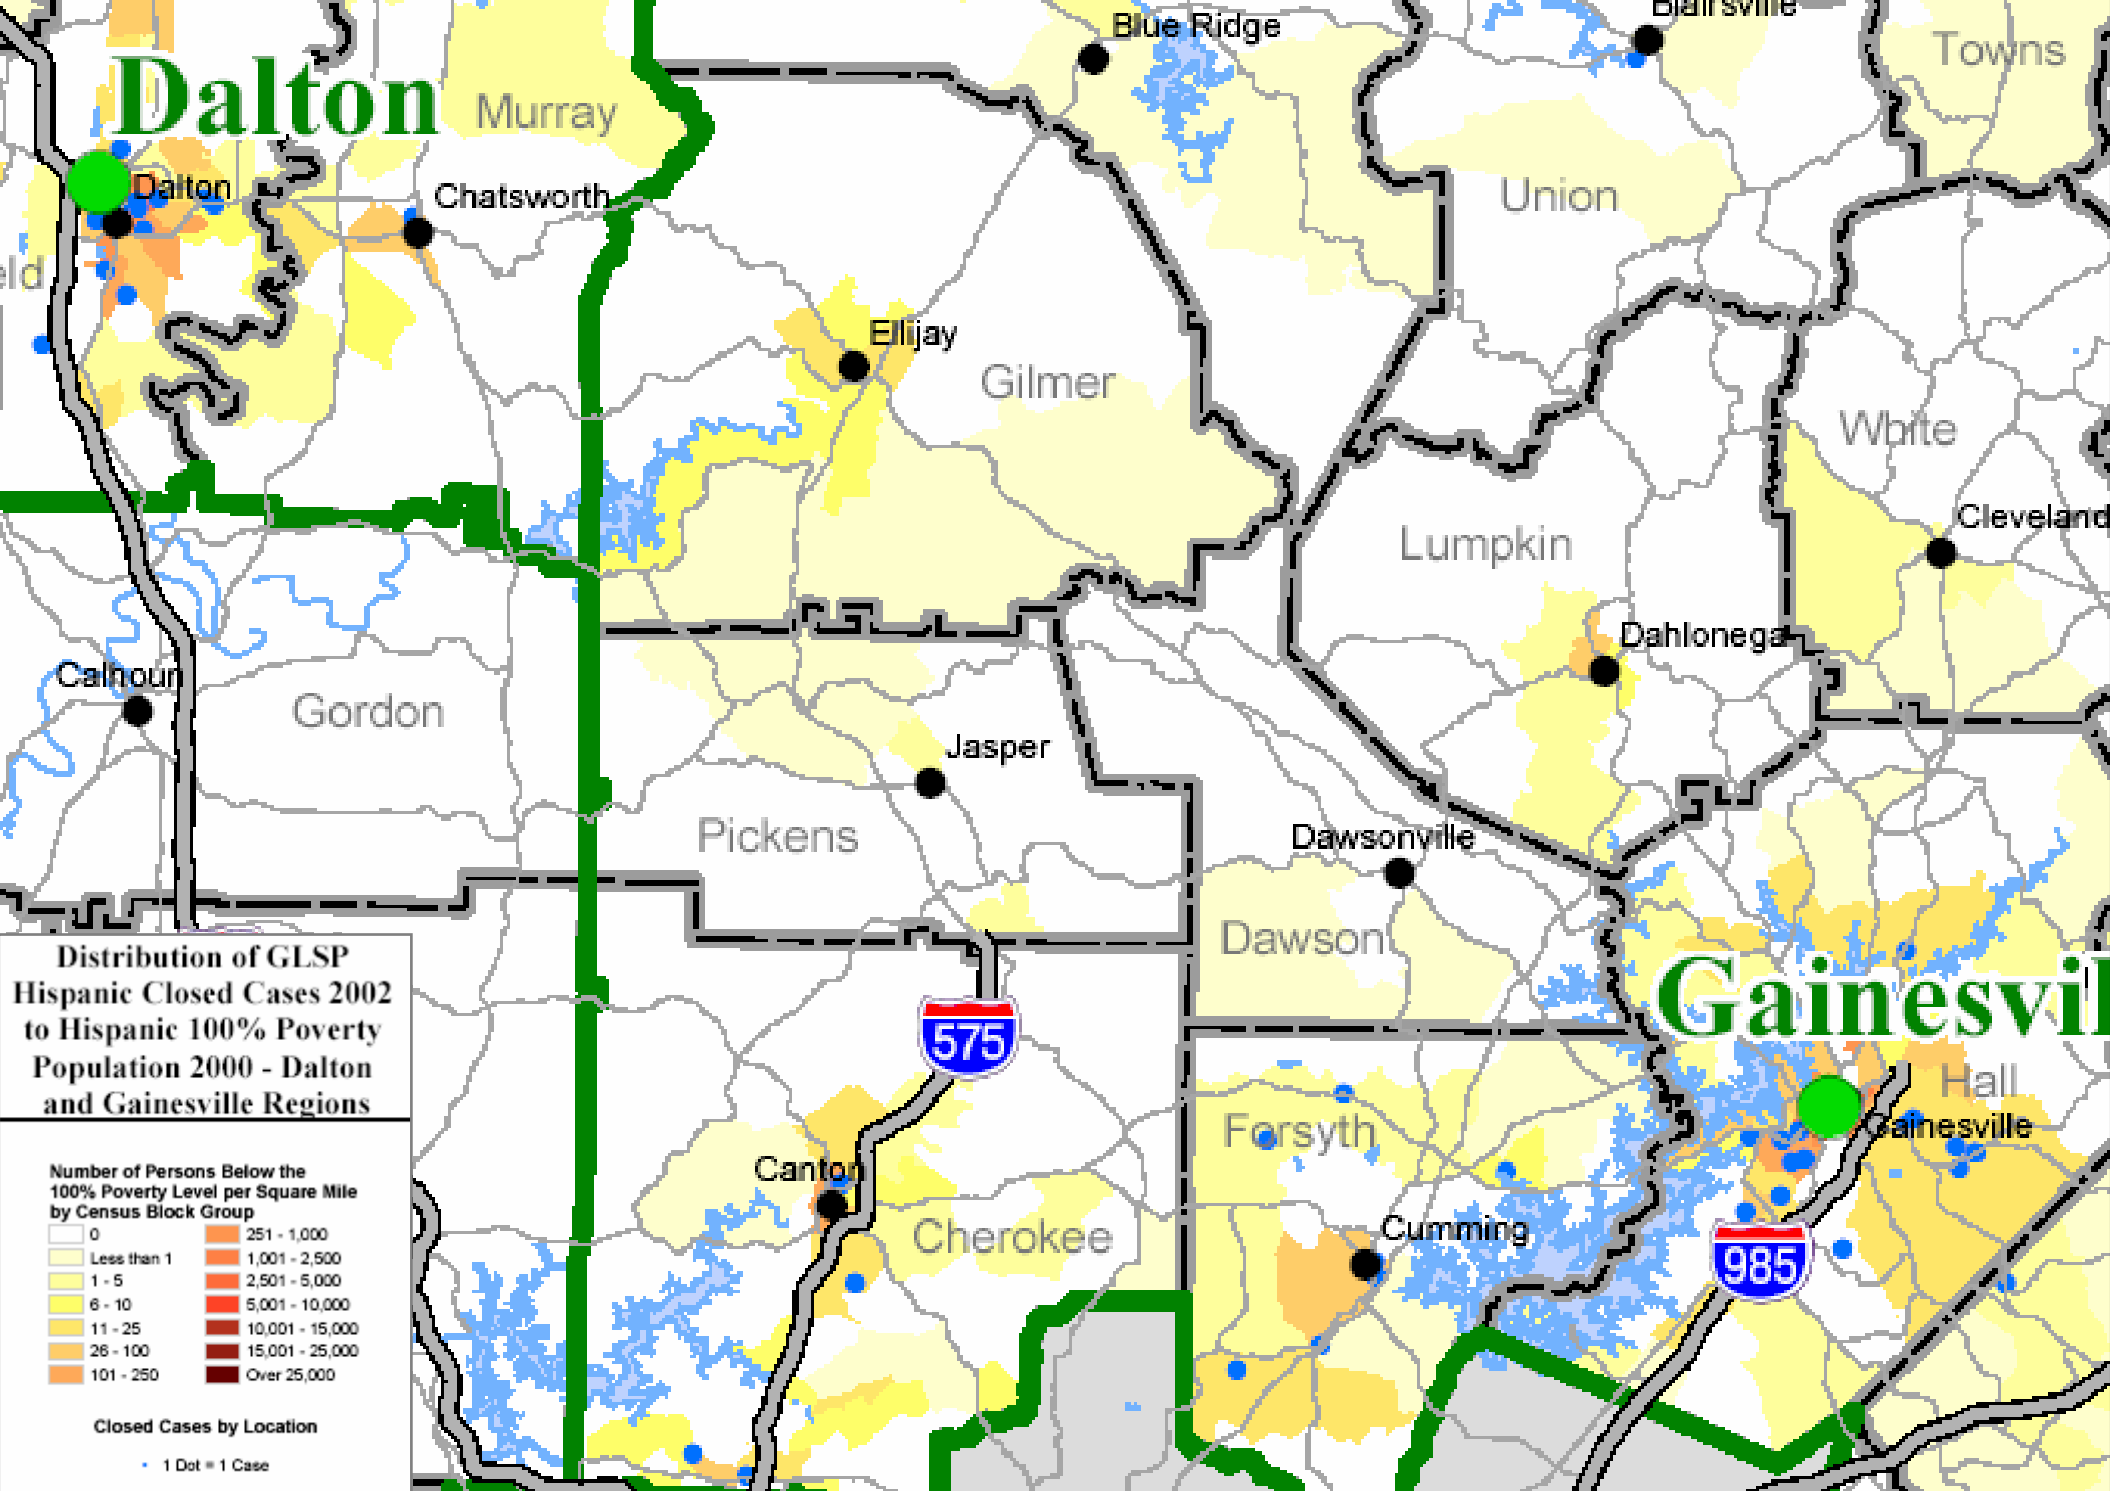 Blue Ridge
Blairsville
Towns
Dalton
Murray
Dalton
Chatsworth
Union
eld
Ellijay
Gilmer
White
Cleveland
Lumpkin
Dahlonega
Calhoun
Gordon
Jasper
Pickens
Dawsonville
Dawson
Gainesvil
575
Hall
Gainesville
Forsyth
Canton
Cherokee
Cumming
985
Distribution of GLSP
Hispanic Closed Cases 2002
to Hispanic 100% Poverty
Population 2000 - Dalton
and Gainesville Regions
Number of Persons Below the
100% Poverty Level per Square Mile
by Census Block Group
0
Less than 1
1 - 5
6 - 10
11 - 25
26 - 100
101 - 250
251 - 1,000
1,001 - 2,500
2,501 - 5,000
5,001 - 10,000
10,001 - 15,000
15,001 - 25,000
Over 25,000
Closed Cases by Location
1 Dot = 1 Case